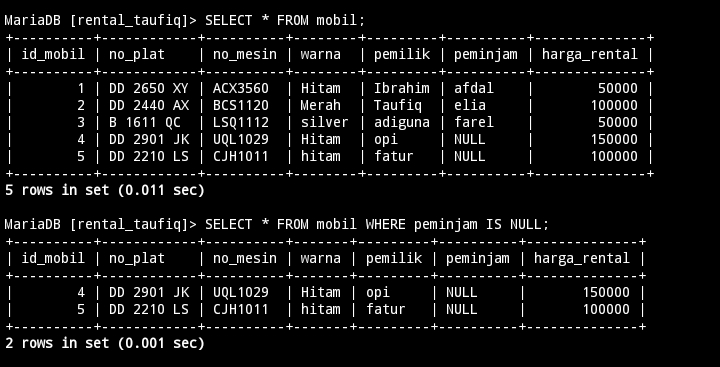 MariaDB [rental_taufiq]> SELECT * FROM mobil;
+----------+------------+----------+--------+---------+----------+--------------+
| id_mobil | no_plat    | no_mesin | warna  | pemilik | peminjam | harga_rental |
+----------+------------+----------+--------+---------+----------+--------------+
|        1 | DD 2650 XY | ACX3560  | Hitam  | Ibrahim | afdal    |        50000 |
|        2 | DD 2440 AX | BCS1120  | Merah  | Taufiq  | elia     |       100000 |
|        3 | B 1611 QC  | LSQ1112  | silver | adiguna | farel    |        50000 |
|        4 | DD 2901 JK | UQL1029  | Hitam  | opi     | NULL     |       150000 |
|        5 | DD 2210 LS | CJH1011  | hitam  | fatur   | NULL     |       100000 |
+----------+------------+----------+--------+---------+----------+--------------+
5 rows in set (0.011 sec)

MariaDB [rental_taufiq]> SELECT * FROM mobil WHERE peminjam IS NULL;
+----------+------------+----------+-------+---------+----------+--------------+
| id_mobil | no_plat    | no_mesin | warna | pemilik | peminjam | harga_rental |
+----------+------------+----------+-------+---------+----------+--------------+
|        4 | DD 2901 JK | UQL1029  | Hitam | opi     | NULL     |       150000 |
|        5 | DD 2210 LS | CJH1011  | hitam | fatur   | NULL     |       100000 |
+----------+------------+----------+-------+---------+----------+--------------+
2 rows in set (0.001 sec)